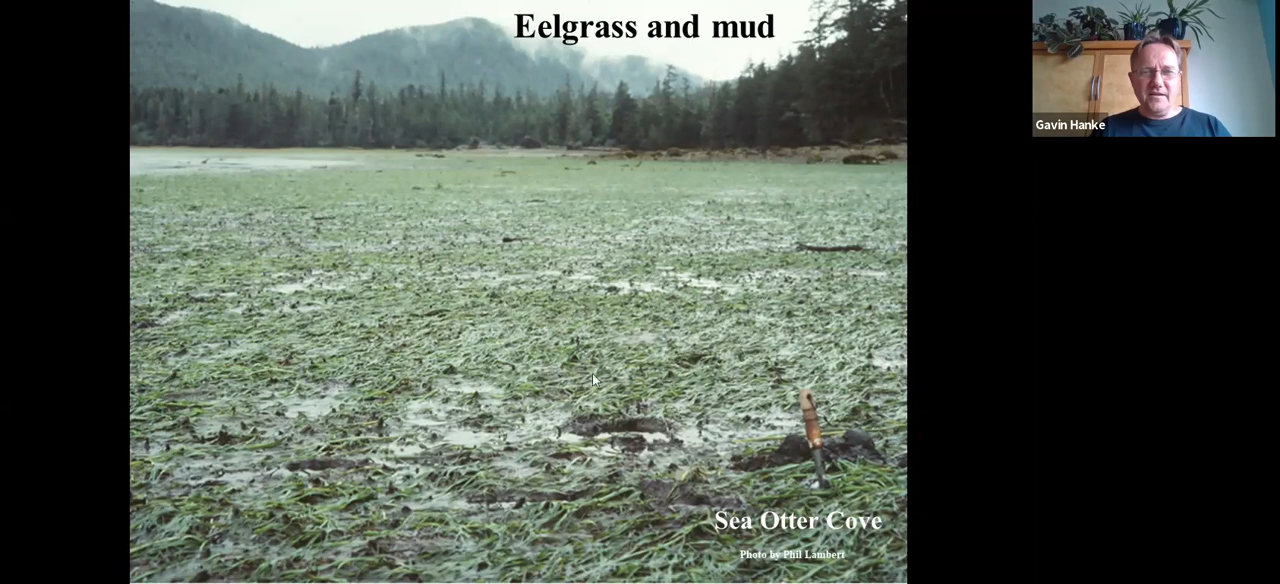 Eelgrass and mud
Gavin Hanke
Sea Otter Cove
Photo by Phil Lambert